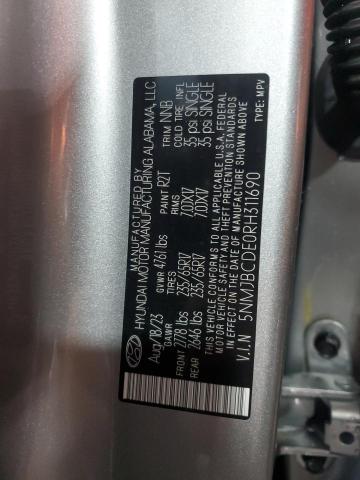 MANUFACTURED BY
HYUNDAI MOTOR MANUFACTURING ALABAMA, LLC
Aug/18/23 GVWR 4761 lbs PAINT R2T TRIM NNB
GAWR TIRES RIMS COLD TIRE INFL
FRONT 2778 lbs 235/65R17 7.0JX17 35 psi SINGLE
REAR 2646 lbs 235/65R17 7.0JX17 35 psi SINGLE
THIS VEHICLE CONFORMS TO ALL APPLICABLE U.S.A. FEDERAL
MOTOR VEHICLE SAFETY AND BUMPER STANDARDS IN EFFECT
ON THE DATE OF MANUFACTURE SHOWN ABOVE
V.I.N 5NMJBCDE0RH311690 TYPE: MPV